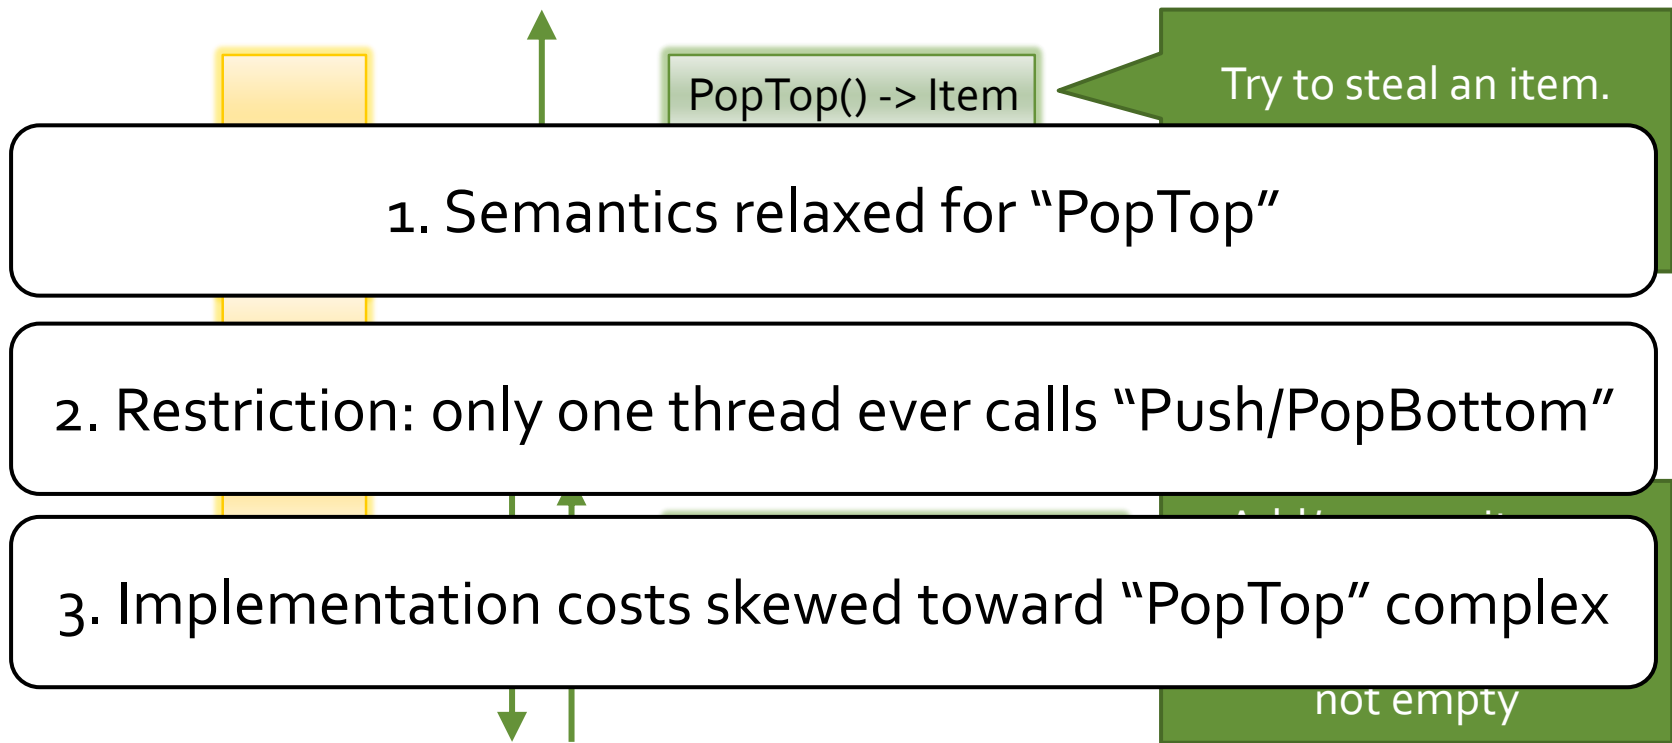 PopTop() -> Item
Try to steal an item.
1. Semantics relaxed for “PopTop”
2. Restriction: only one thread ever calls “Push/PopBottom”
3. Implementation costs skewed toward “PopTop” complex
not empty